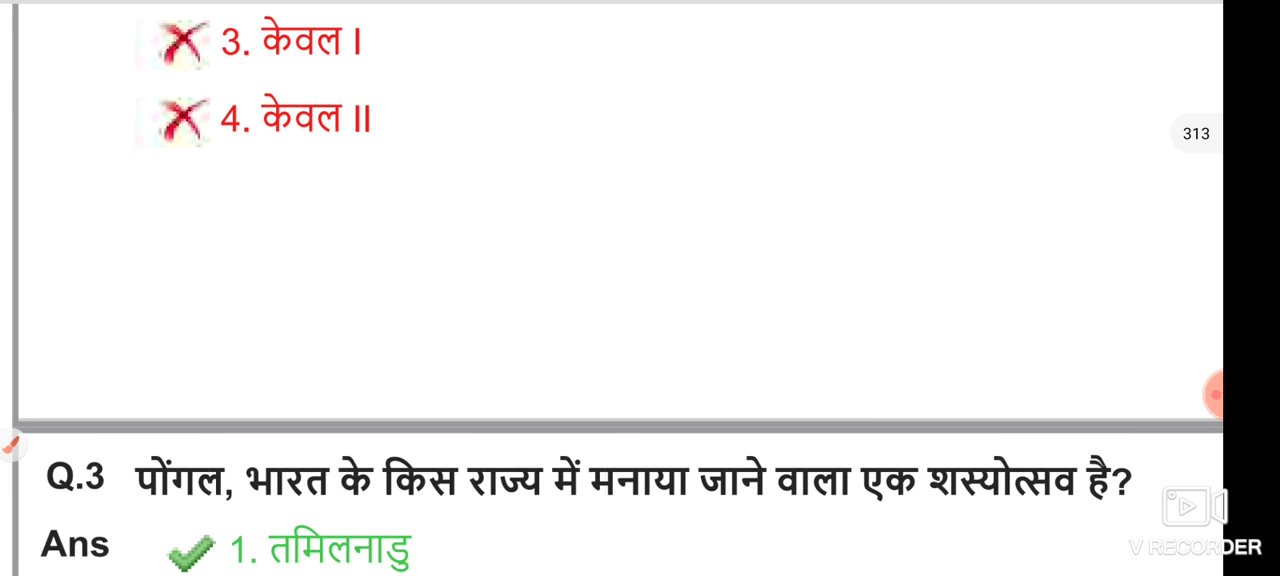 3. केवल I
4. केवल II
313
Q.3 पोंगल, भारत के किस राज्य में मनाया जाने वाला एक शस्योत्सव है?
Ans 1. तमिलनाडु
V RECORDER